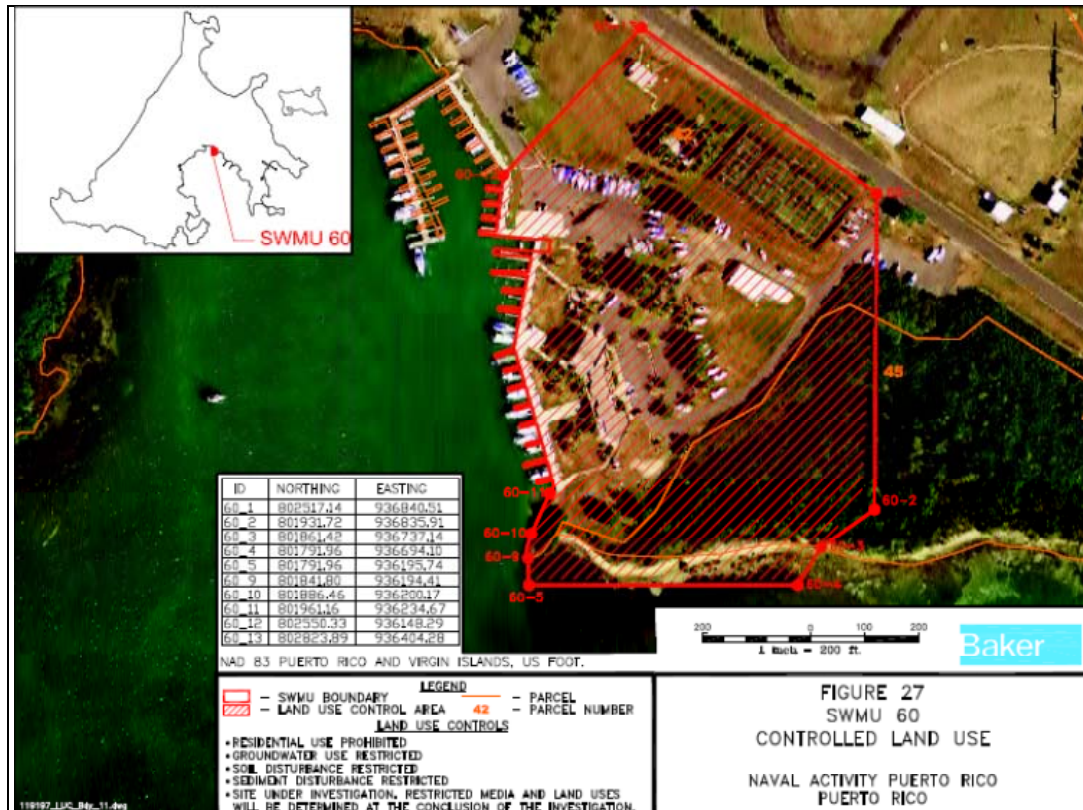 SWMU 60
60-2
60-3
60-4
60-5
60-9
60-10
60-11
45
ID NORTHING EASTING
60_1 802517.14 936840.51
60_2 801931.72 936835.91
60_3 801861.42 936737.14
60_4 801791.96 936694.10
60_5 801791.96 936195.74
60_9 801841.80 936194.41
60_10 801886.46 936200.17
60_11 801961.16 936234.67
60_12 802550.33 936148.29
60_13 802823.89 936404.28
NAD 83 PUERTO RICO AND VIRGIN ISLANDS, US FOOT.
200 0 100 200
1 inch = 200 ft.
Baker
LEGEND
- SWMU BOUNDARY - PARCEL
- LAND USE CONTROL AREA 42 - PARCEL NUMBER
LAND USE CONTROLS
•RESIDENTIAL USE PROHIBITED
•GROUNDWATER USE RESTRICTED
•SOIL DISTURBANCE RESTRICTED
•SEDIMENT DISTURBANCE RESTRICTED
•SITE UNDER INVESTIGATION. RESTRICTED MEDIA AND LAND USES
WILL BE DETERMINED AT THE CONCLUSION OF THE INVESTIGATION.
FIGURE 27
SWMU 60
CONTROLLED LAND USE
NAVAL ACTIVITY PUERTO RICO
PUERTO RICO
119197_LUC_Bdy_11.dwg